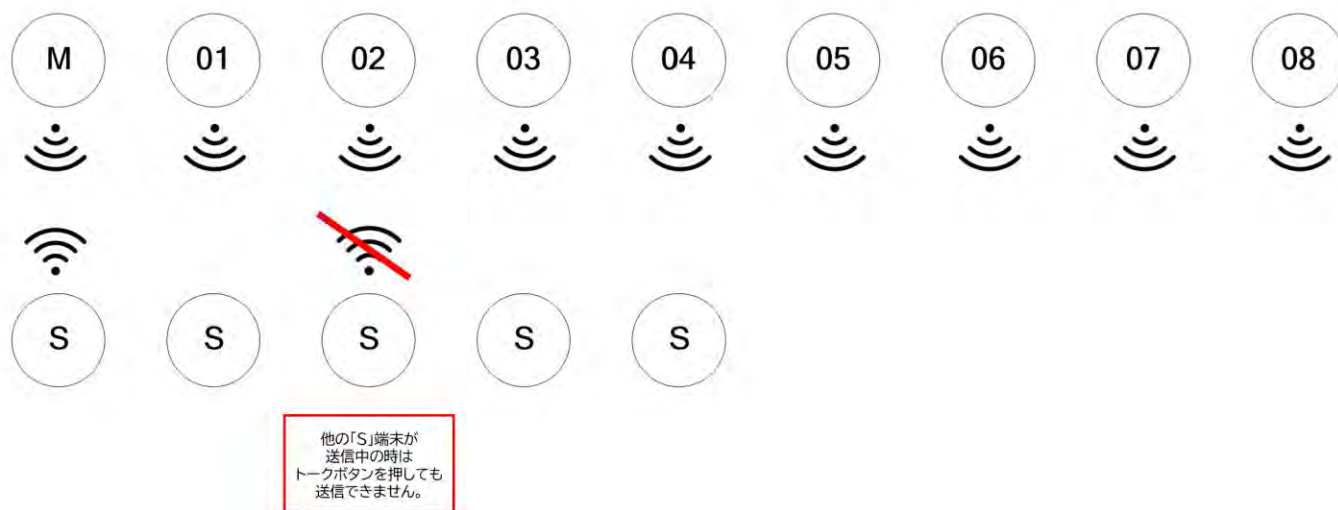 M 01 02 03 04 05 06 07 08
S S S S S
他の「S」端末が
送信中の時は
トークボタンを押しても
送信できません。